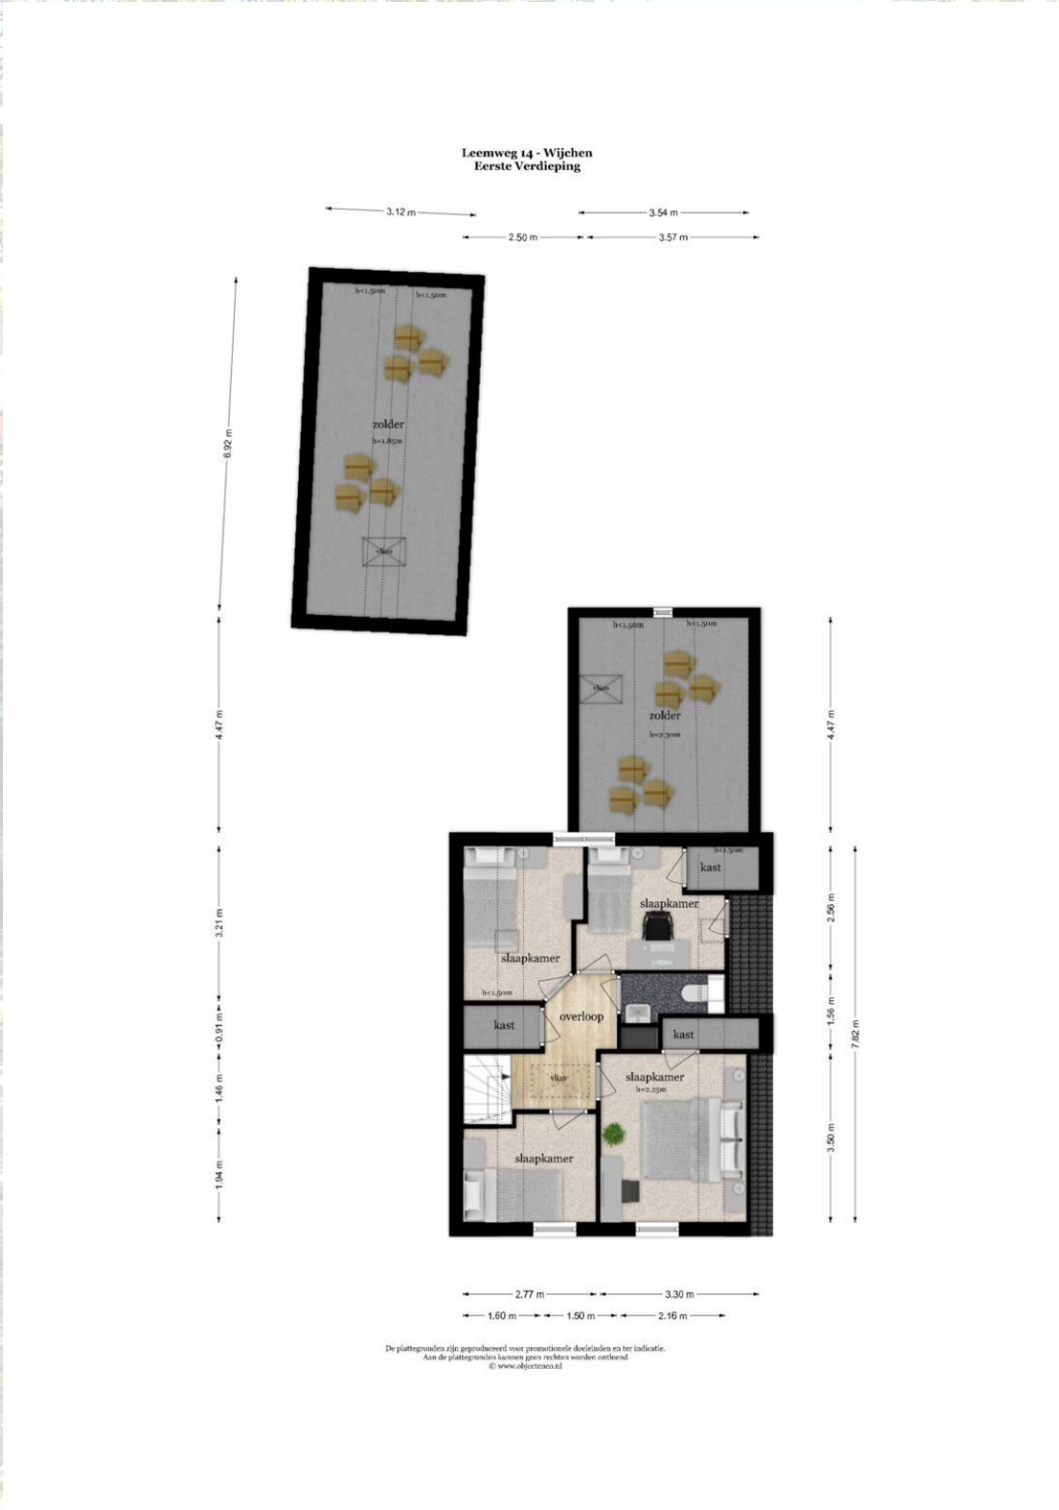 Leemweg 14 - Wijchen
Eerste Verdieping
3.12 m
3.54 m
2.50 m
3.57 m
h<1.50m
h<1.50m
6.92 m
zolder
h=1.85m
vliso
h<1.50m
h<1.50m
4.47 m
4.47 m
vliso
zolder
h=2.30m
h<1.50m
kast
3.21 m
slaapkamer
2.56 m
slaapkamer
h<1.50m
overloop
1.56 m
7.82 m
0.91 m
kast
kast
1.46 m
vliso
slaapkamer
h=2.25m
3.50 m
slaapkamer
1.94 m
2.77 m
3.30 m
1.60 m
1.50 m
2.16 m
De plattegronden zijn geproduceerd voor promotionele doeleinden en ter indicatie.
Aan de plattegronden kunnen geen rechten worden ontleend
© www.objectenco.nl